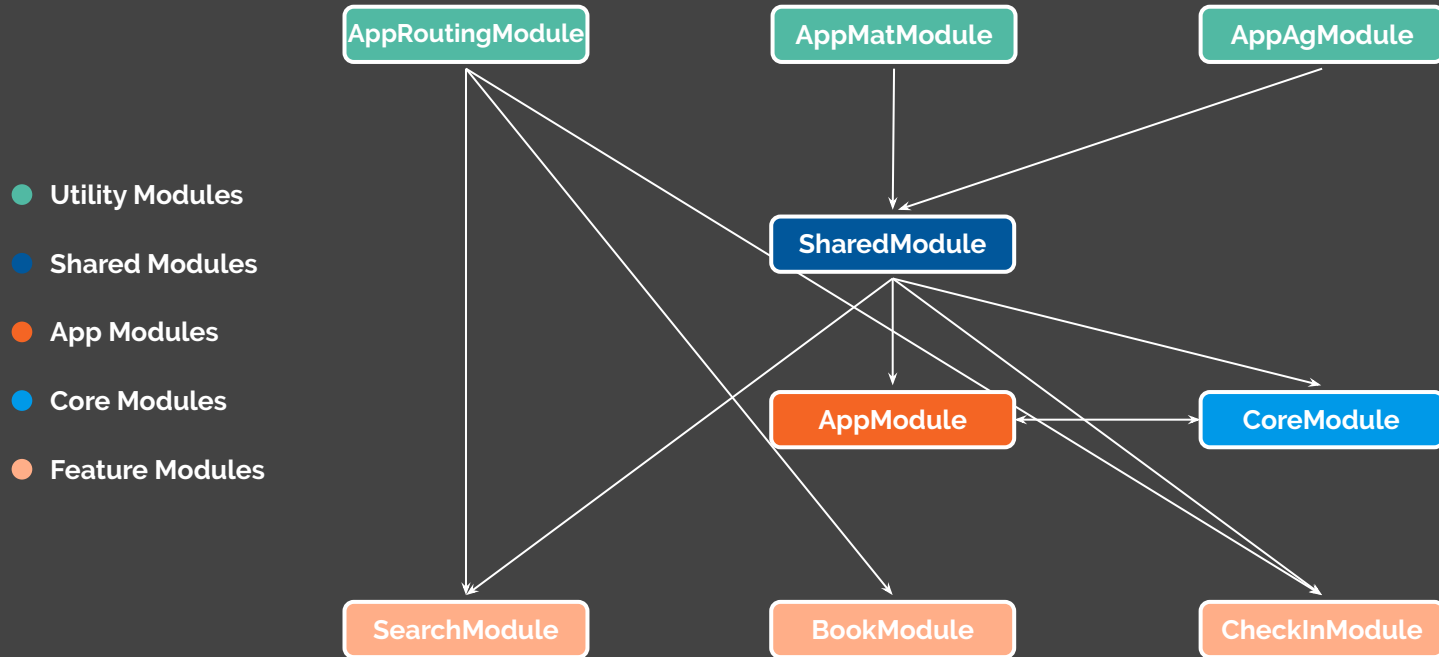 AppRoutingModule
AppMatModule
AppAgModule
Utility Modules
Shared Modules
App Modules
Core Modules
Feature Modules
SharedModule
AppModule
CoreModule
SearchModule
BookModule
CheckInModule